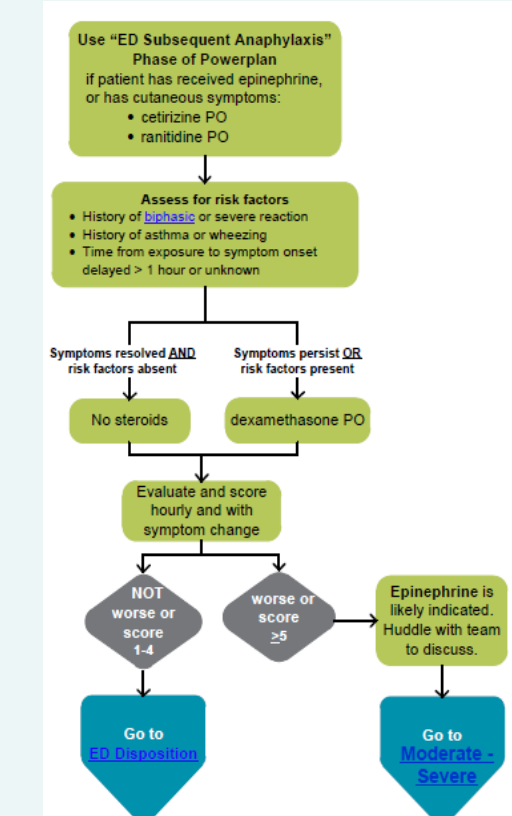 Use “ED Subsequent Anaphylaxis”
Phase of Powerplan
if patient has received epinephrine,
or has cutaneous symptoms:
• cetirizine PO
• ranitidine PO
Assess for risk factors
• History of biphasic or severe reaction
• History of asthma or wheezing
• Time from exposure to symptom onset
delayed > 1 hour or unknown
Symptoms resolved AND
risk factors absent
Symptoms persist OR
risk factors present
No steroids
dexamethasone PO
Evaluate and score
hourly and with
symptom change
NOT
worse or
score
1-4
worse or
score
≥5
Epinephrine is
likely indicated.
Huddle with team
to discuss.
Go to
ED Disposition
Go to
Moderate -
Severe